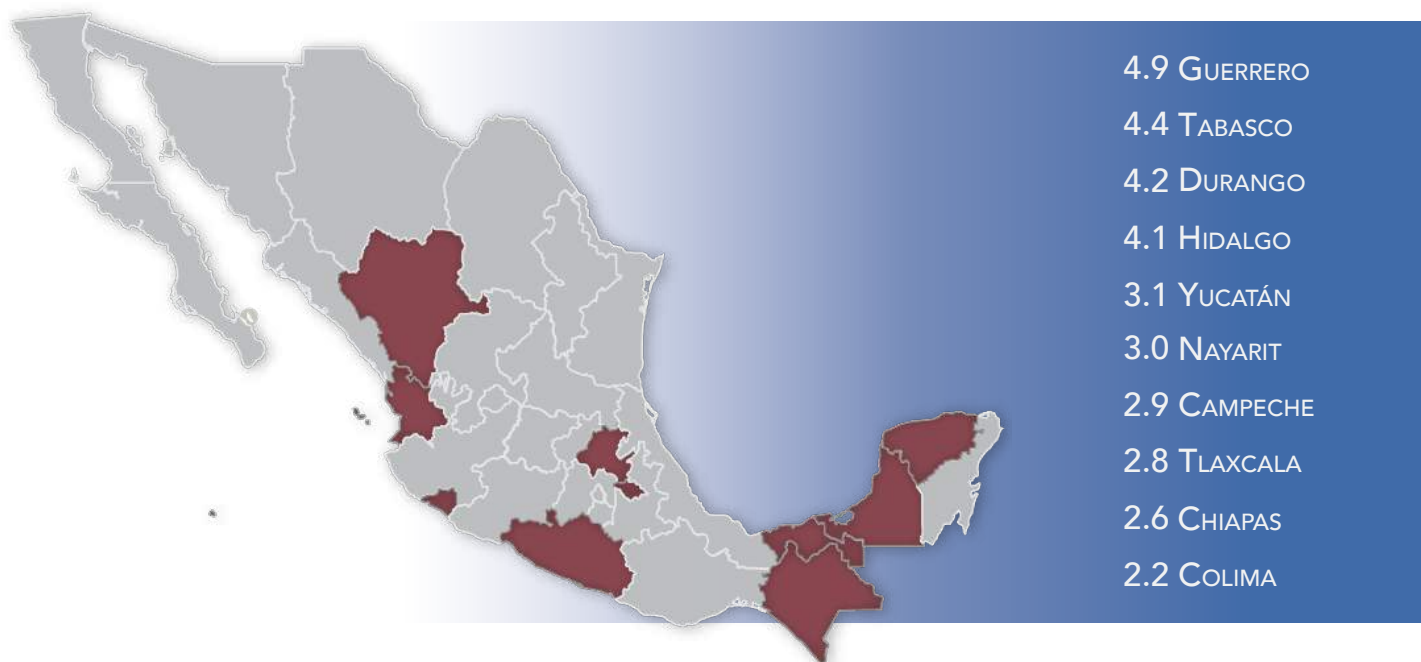 4.9 GUERRERO
4.4 TABASCO
4.2 DURANGO
4.1 HIDALGO
3.1 YUCATÁN
3.0 NAYARIT
2.9 CAMPECHE
2.8 TLAXCALA
2.6 CHIAPAS
2.2 COLIMA